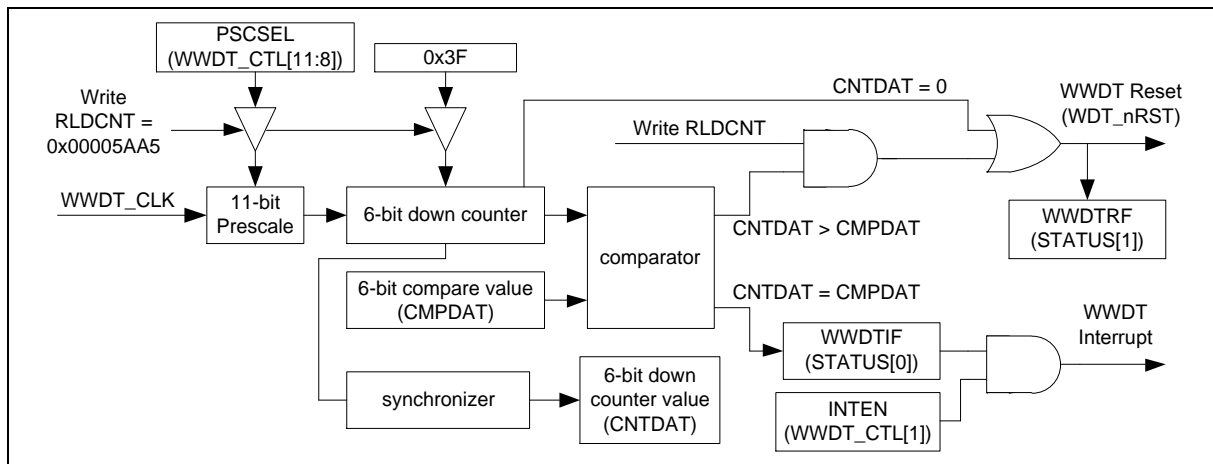 PSCSEL
(WWDT_CTL[11:8])
0x3F
Write
RLDCNT =
0x00005AA5
WWDT_CLK
11-bit
Prescale
6-bit down counter
6-bit compare value
(CMPDAT)
synchronizer
6-bit down
counter value
(CNTDAT)
comparator
Write RLDCNT
CNTDAT = 0
CNTDAT > CMPDAT
CNTDAT = CMPDAT
WWDT Reset
(WDT_nRST)
WWDTRF
(STATUS[1])
WWDTIF
(STATUS[0])
INTEN
(WWDT_CTL[1])
WWDT
Interrupt